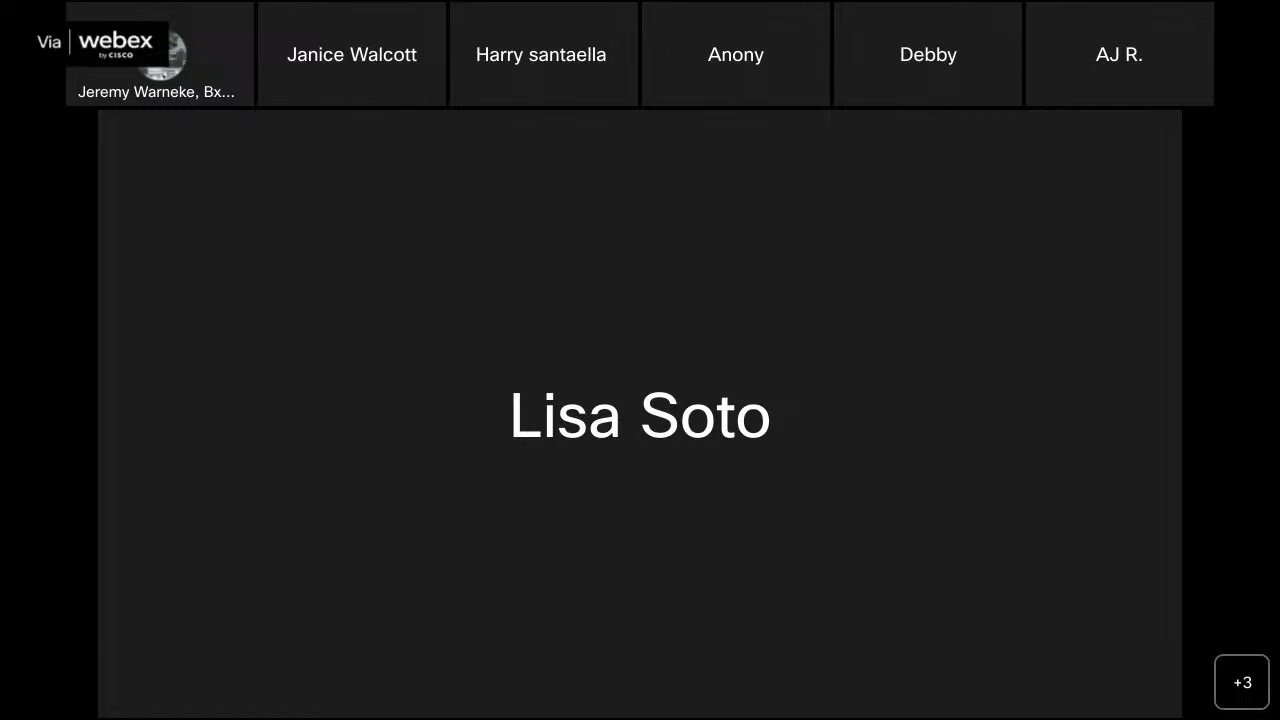 Via webex
by CISCO
Jeremy Warneke, Bx...
Janice Walcott
Harry santaella
Anony
Debby
AJ R.
Lisa Soto
+3